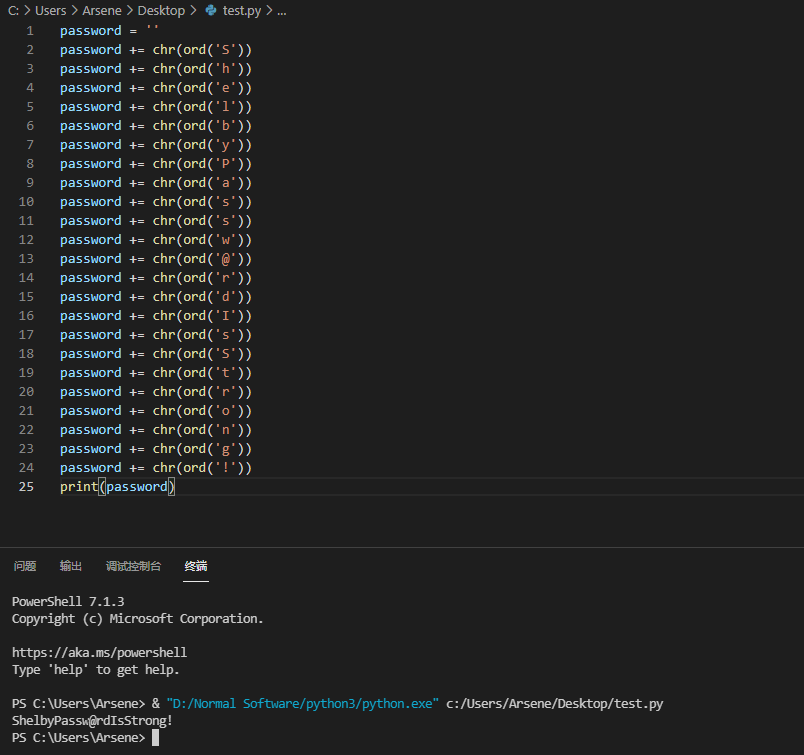 C: > Users > Arsene > Desktop > test.py > ...
1 password = ''
2 password += chr(ord('S'))
3 password += chr(ord('h'))
4 password += chr(ord('e'))
5 password += chr(ord('l'))
6 password += chr(ord('b'))
7 password += chr(ord('y'))
8 password += chr(ord('P'))
9 password += chr(ord('a'))
10 password += chr(ord('s'))
11 password += chr(ord('s'))
12 password += chr(ord('w'))
13 password += chr(ord('@'))
14 password += chr(ord('r'))
15 password += chr(ord('d'))
16 password += chr(ord('I'))
17 password += chr(ord('s'))
18 password += chr(ord('S'))
19 password += chr(ord('t'))
20 password += chr(ord('r'))
21 password += chr(ord('o'))
22 password += chr(ord('n'))
23 password += chr(ord('g'))
24 password += chr(ord('!'))
25 print(password)
问题 输出 调试控制台 终端
PowerShell 7.1.3
Copyright (c) Microsoft Corporation.
https://aka.ms/powershell
Type 'help' to get help.
PS C:\Users\Arsene> & "D:/Normal Software/python3/python.exe" c:/Users/Arsene/Desktop/test.py
ShelbyPassw@rdIsStrong!
PS C:\Users\Arsene>